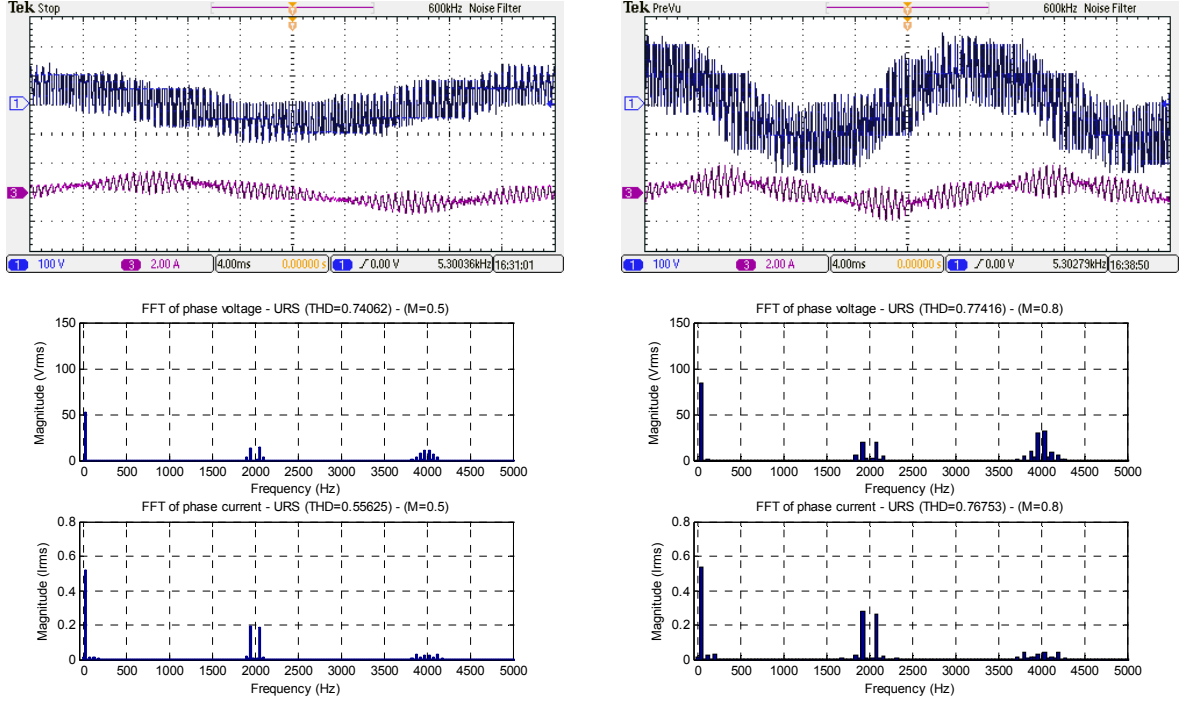 Tek Stop 600kHz Noise Filter
1
3
1 100 V 3 2.00 A 4.00ms 0.00000 s 1 ƒ 0.00 V 5.30036kHz 16:31:01
Tek PreVu 600kHz Noise Filter
1
3
1 100 V 3 2.00 A 4.00ms 0.00000 s 1 ƒ 0.00 V 5.30279kHz 16:38:50
FFT of phase voltage - URS (THD=0.74062) - (M=0.5)
Magnitude (Vrms)
150
100
50
0
0 500 1000 1500 2000 2500 3000 3500 4000 4500 5000
Frequency (Hz)
FFT of phase voltage - URS (THD=0.77416) - (M=0.8)
Magnitude (Vrms)
150
100
50
0
0 500 1000 1500 2000 2500 3000 3500 4000 4500 5000
Frequency (Hz)
FFT of phase current - URS (THD=0.55625) - (M=0.5)
Magnitude (Irms)
0.8
0.6
0.4
0.2
0
0 500 1000 1500 2000 2500 3000 3500 4000 4500 5000
Frequency (Hz)
FFT of phase current - URS (THD=0.76753) - (M=0.8)
Magnitude (Irms)
0.8
0.6
0.4
0.2
0
0 500 1000 1500 2000 2500 3000 3500 4000 4500 5000
Frequency (Hz)